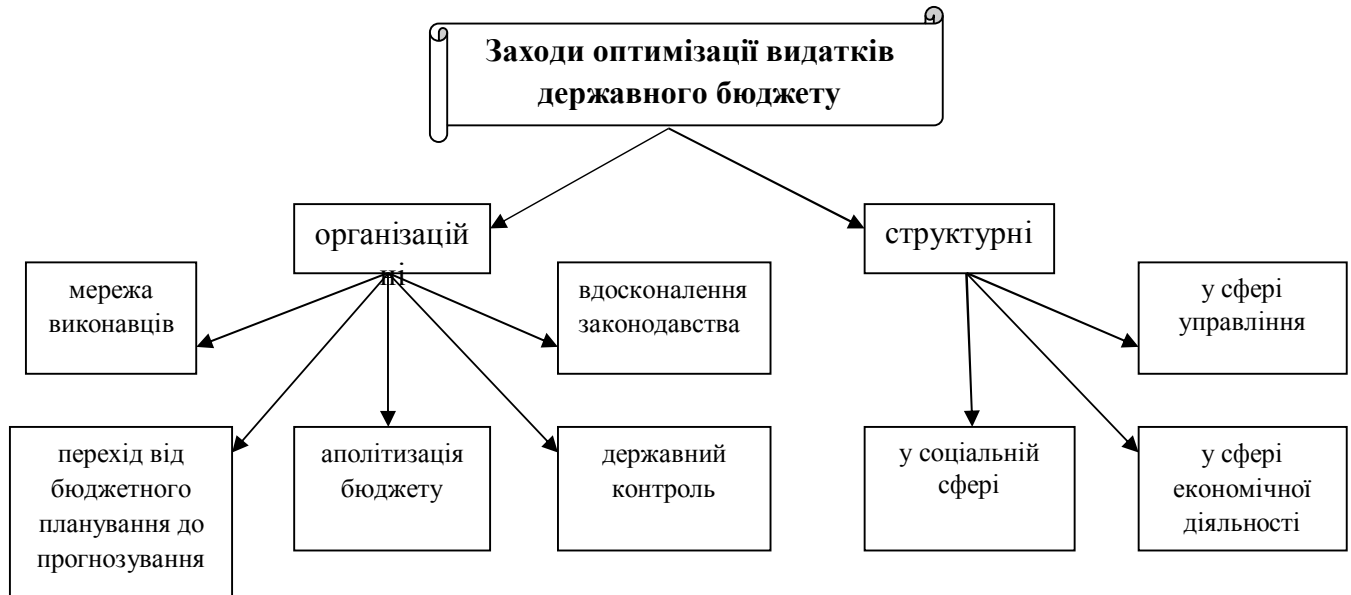 Заходи оптимізації видатків
державного бюджету
організацій
ні
структурні
мережа
виконавців
вдосконалення
законодавства
у сфері
управління
перехід від
бюджетного
планування до
прогнозування
аполітизація
бюджету
державний
контроль
у соціальній
сфері
у сфері
економічної
діяльності